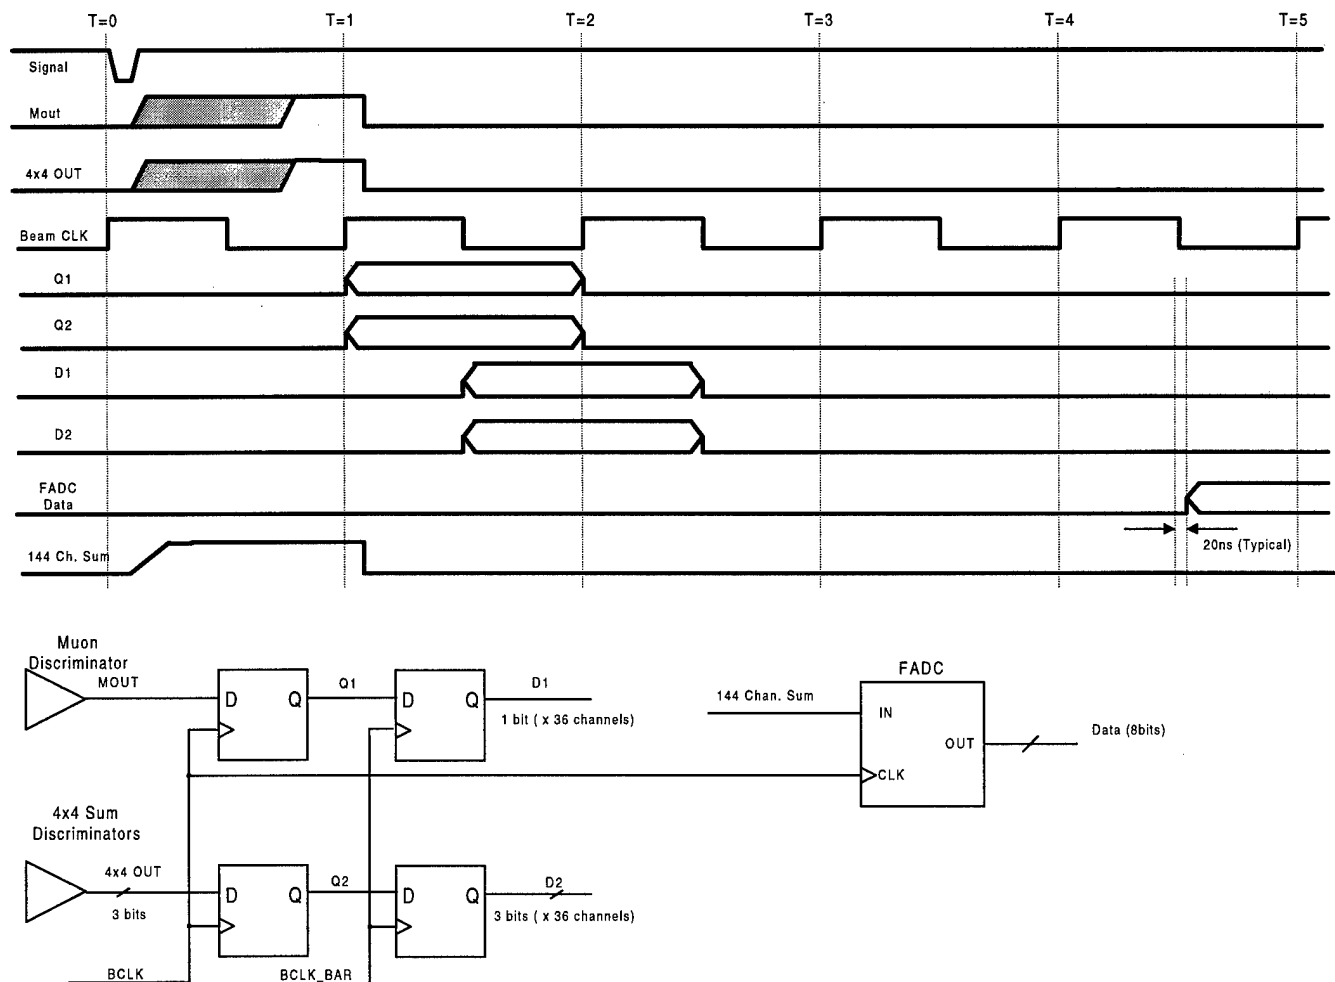 T=0 T=1 T=2 T=3 T=4 T=5
Signal
Mout
4x4 OUT
Beam CLK
Q1
Q2
D1
D2
FADC
Data
20ns (Typical)
144 Ch. Sum
Muon
Discriminator
MOUT
D Q
Q1
D Q
D1
1 bit ( x 36 channels)
FADC
144 Chan. Sum
IN
OUT
CLK
Data (8bits)
4x4 Sum
Discriminators
4x4 OUT
3 bits
D Q
Q2
D Q
D2
3 bits ( x 36 channels)
BCLK
BCLK_BAR